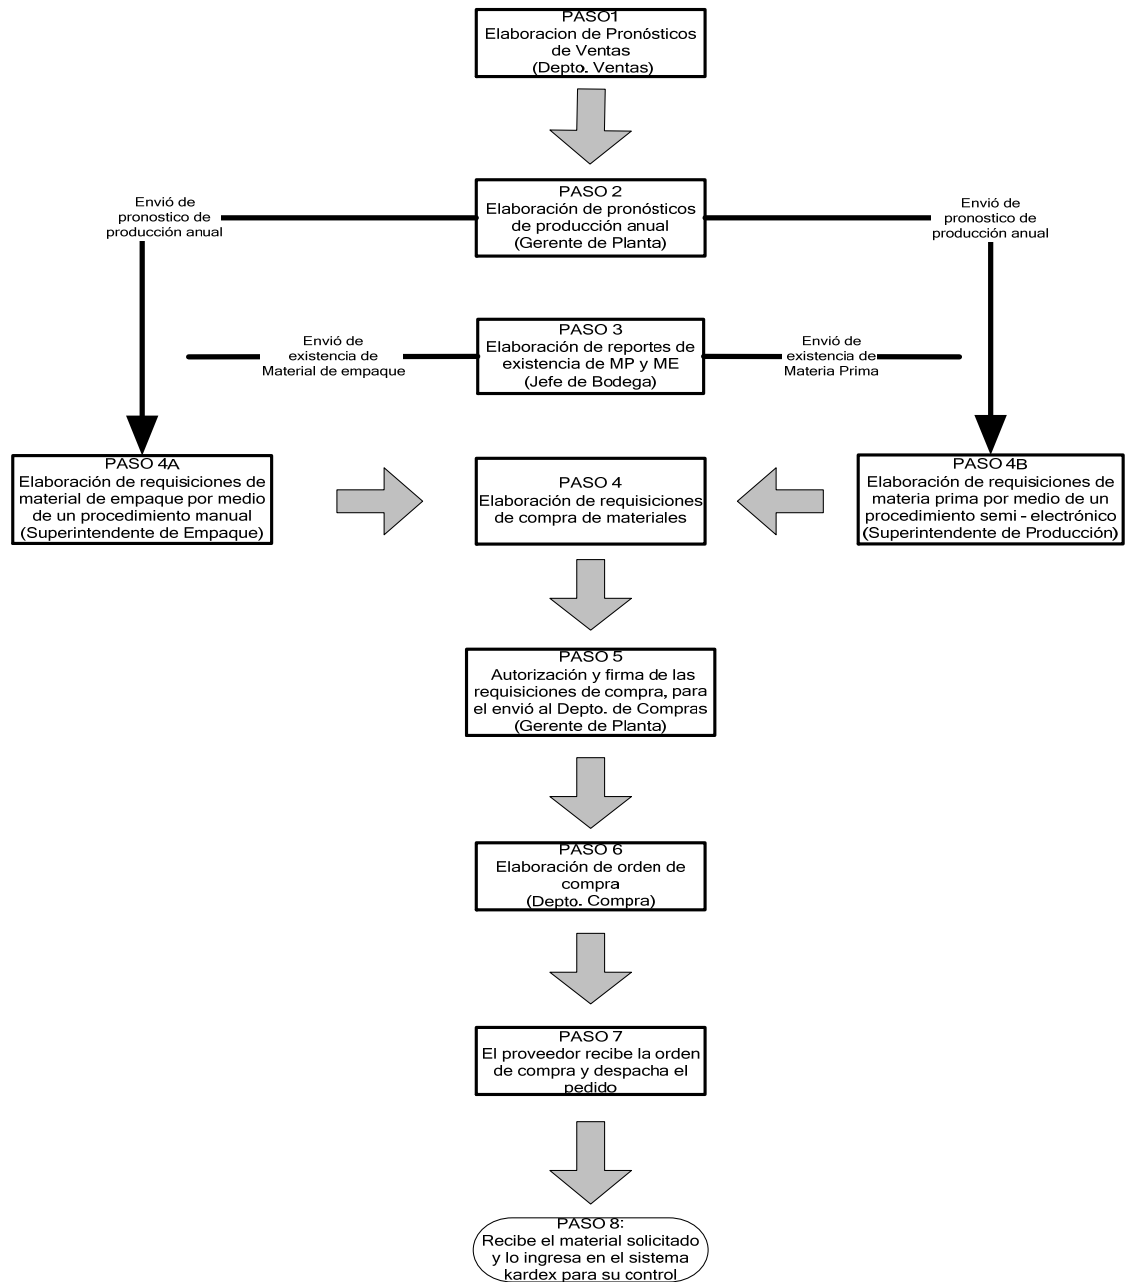 PASO1
Elaboracion de Pronósticos
de Ventas
(Depto. Ventas)
PASO 2
Elaboración de pronósticos
de producción anual
(Gerente de Planta)
Envió de
pronostico de
producción anual
Envió de
pronostico de
producción anual
PASO 3
Elaboración de reportes de
existencia de MP y ME
(Jefe de Bodega)
Envió de
existencia de
Material de empaque
Envió de
existencia de
Materia Prima
PASO 4A
Elaboración de requisiciones de
material de empaque por medio
de un procedimiento manual
(Superintendente de Empaque)
PASO 4
Elaboración de requisiciones
de compra de materiales
PASO 4B
Elaboración de requisiciones de
materia prima por medio de un
procedimiento semi - electrónico
(Superintendente de Producción)
PASO 5
Autorización y firma de las
requisiciones de compra, para
el envió al Depto. de Compras
(Gerente de Planta)
PASO 6
Elaboración de orden de
compra
(Depto. Compra)
PASO 7
El proveedor recibe la orden
de compra y despacha el
pedido
PASO 8:
Recibe el material solicitado
y lo ingresa en el sistema
kardex para su control